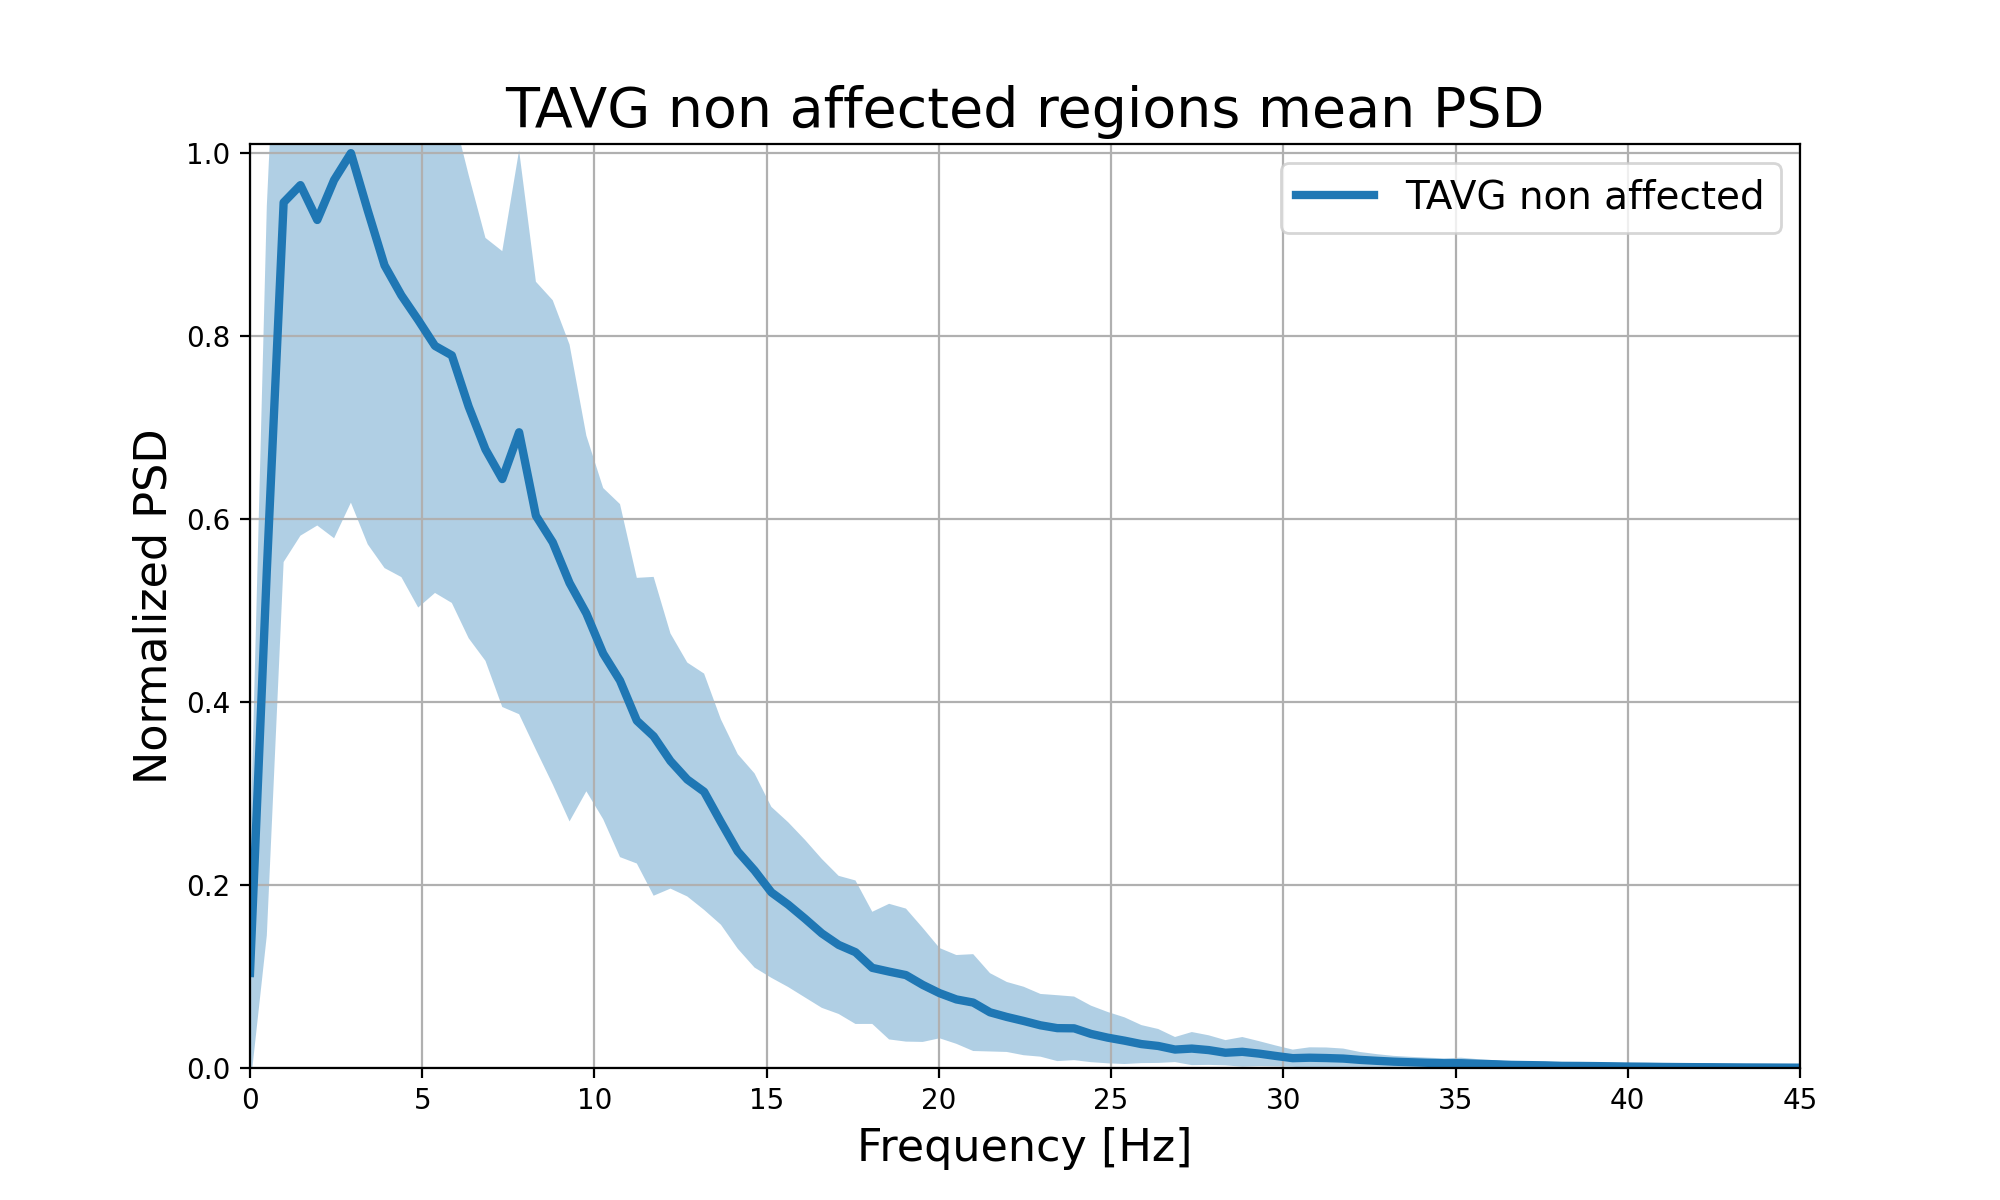 TAVG non affected regions mean PSD
TAVG non affected
Normalized PSD
1.0
0.8
0.6
0.4
0.2
0.0
0 5 10 15 20 25 30 35 40 45
Frequency [Hz]